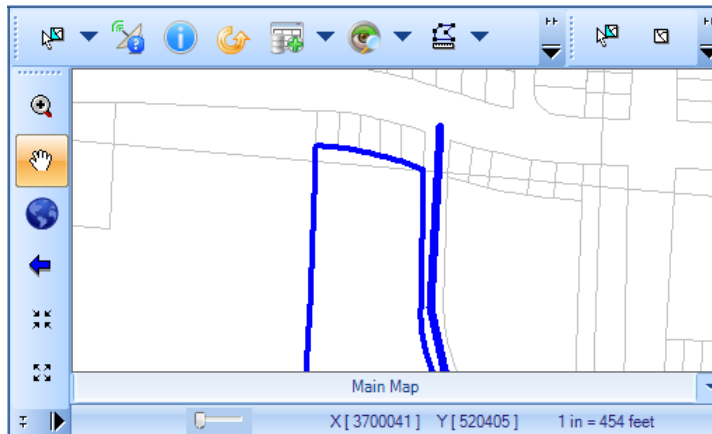 Main Map
X [ 3700041 ] Y [ 520405 ] 1 in = 454 feet